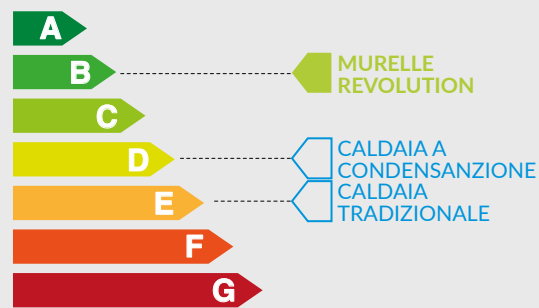 A
B
MURELLE
REVOLUTION
C
D
CALDAIA A
CONDENSANZIONE
E
CALDAIA
TRADIZIONALE
F
G